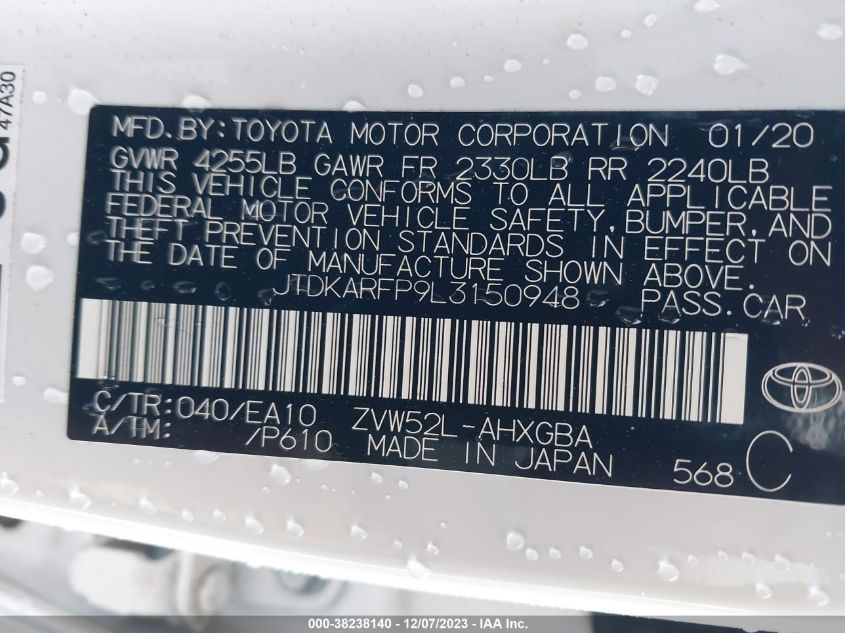 47A30
MFD.BY:TOYOTA MOTOR CORPORATION 01/20
GVWR 4255LB GAWR FR 2330LB RR 2240LB
THIS VEHICLE CONFORMS TO ALL APPLICABLE
FEDERAL MOTOR VEHICLE SAFETY,BUMPER,AND
THEFT PREVENTION STANDARDS IN EFFECT ON
THE DATE OF MANUFACTURE SHOWN ABOVE.
JTDKARFP9L3150948 PASS.CAR
C/TR:040/EA10 ZVW52L-AHXGBA
A/TM: /P610 MADE IN JAPAN 568 C
000-38238140 - 12/07/2023 - IAA Inc.